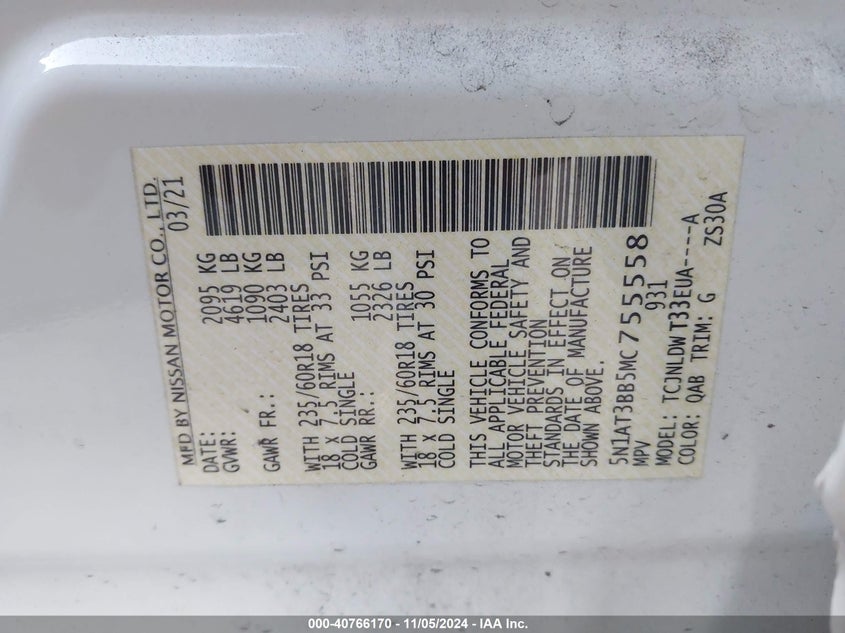 MFD BY NISSAN MOTOR CO., LTD.
DATE: 03/21
GVWR: 2095 KG
4619 LB
GAWR FR.: 1090 KG
2403 LB
WITH 235/60R18 TIRES
18 X 7.5 RIMS AT 33 PSI
COLD SINGLE
GAWR RR.: 1055 KG
2326 LB
WITH 235/60R18 TIRES
18 X 7.5 RIMS AT 30 PSI
COLD SINGLE
THIS VEHICLE CONFORMS TO
ALL APPLICABLE FEDERAL
MOTOR VEHICLE SAFETY AND
THEFT PREVENTION
STANDARDS IN EFFECT ON
THE DATE OF MANUFACTURE
SHOWN ABOVE.
5N1AT3BB5MC755558
MPV 931
MODEL: TCJNLDWT33EUA----A
COLOR: QAB TRIM: G ZS30A
000-40766170 - 11/05/2024 - IAA Inc.